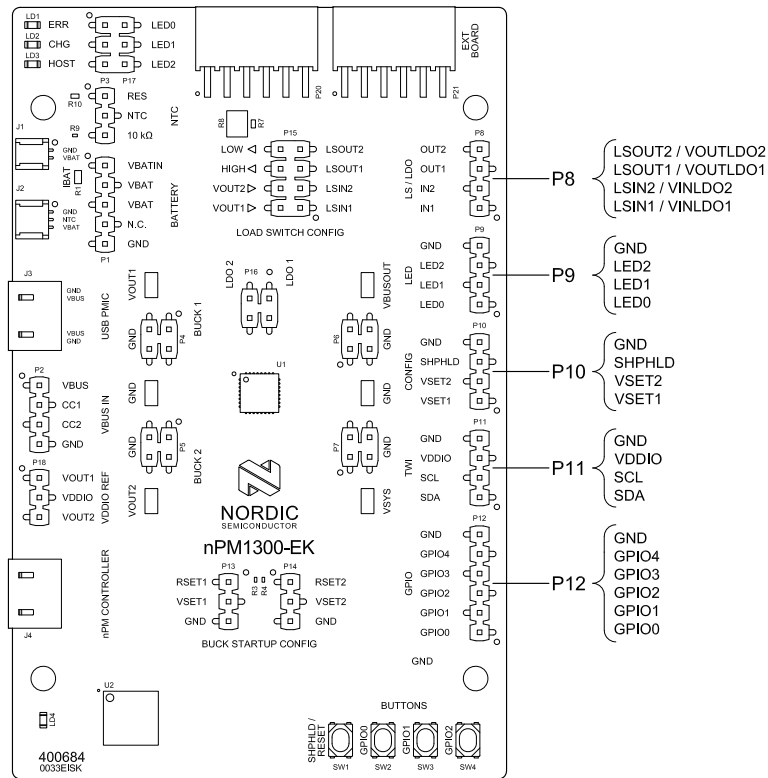 LD1
ERR
LD2
CHG
LD3
HOST
LED0
LED1
LED2
P3
P17
P20
P21
EXT
BOARD
R10
RES
NTC
10 kΩ
NTC
R9
J1
GND
VBAT
IBAT
R1
VBATIN
VBAT
VBAT
N.C.
GND
BATTERY
P1
J2
GND
NTC
VBAT
R8
R7
P15
LOW
LSOUT2
HIGH
LSOUT1
VOUT2
LSIN2
VOUT1
LSIN1
LOAD SWITCH CONFIG
P8
OUT2
OUT1
IN2
IN1
LS / LDO
P8
LSOUT2 / VOUTLDO2
LSOUT1 / VOUTLDO1
LSIN2 / VINLDO2
LSIN1 / VINLDO1
J3
GND
VBUS
VBUS
GND
USB PMIC
VOUT1
BUCK 1
GND
P4
LDO 2
P16
LDO 1
VBUSOUT
P6
GND
P9
GND
LED2
LED1
LED0
LED
P9
GND
LED2
LED1
LED0
U1
P10
GND
SHPHLD
VSET2
VSET1
CONFIG
P10
GND
SHPHLD
VSET2
VSET1
P2
VBUS
CC1
CC2
GND
VBUS IN
GND
GND
GND
P5
BUCK 2
VOUT2
P7
GND
VSYS
P18
VOUT1
VDDIO
VOUT2
VDDIO REF
NORDIC
SEMICONDUCTOR
nPM1300-EK
P11
GND
VDDIO
SCL
SDA
TWI
P11
GND
VDDIO
SCL
SDA
J4
nPM CONTROLLER
P13
RSET1
VSET1
GND
R3
R4
P14
RSET2
VSET2
GND
BUCK STARTUP CONFIG
P12
GND
GPIO4
GPIO3
GPIO2
GPIO1
GPIO0
GPIO
P12
GND
GPIO4
GPIO3
GPIO2
GPIO1
GPIO0
GND
U2
LD4
400684
0033EISK
BUTTONS
SHPHLD /
RESET
GPIO0
GPIO1
GPIO2
SW1
SW2
SW3
SW4